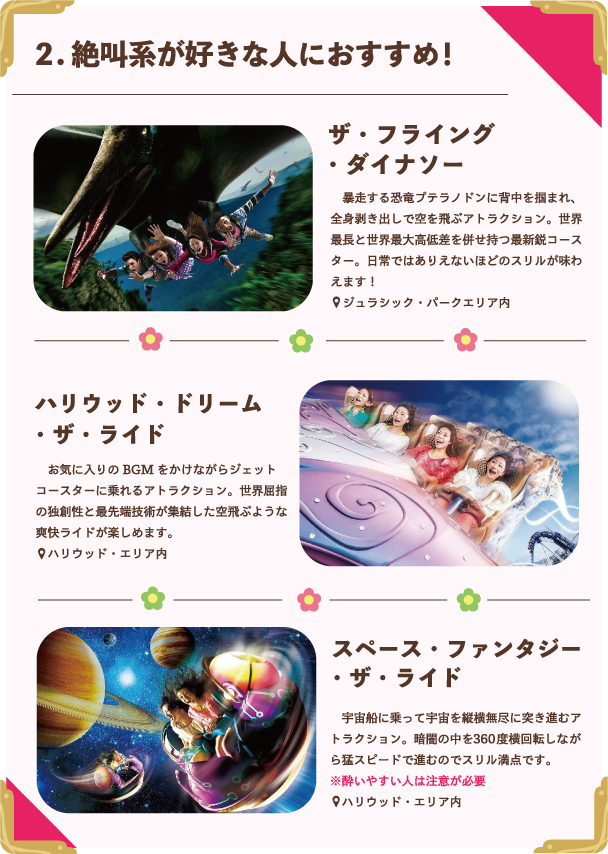 2. 絶叫系が好きな人におすすめ!
ザ・フライング
・ダイナソー
暴走する恐竜プテラノドンに背中を掴まれ、
全身剥き出しで空を飛ぶアトラクション。世界
最長と世界最大高低差を併せ持つ最新鋭コース
ター。日常ではありえないほどのスリルが味わ
えます！
ジュラシック・パークエリア内
ハリウッド・ドリーム
・ザ・ライド
お気に入りの BGM をかけながらジェット
コースターに乗れるアトラクション。世界屈指
の独創性と最先端技術が集結した空飛ぶような
爽快ライドが楽しめます。
ハリウッド・エリア内
スペース・ファンタジー
・ザ・ライド
宇宙船に乗って宇宙を縦横無尽に突き進むア
トラクション。暗闇の中を360度横回転しなが
ら猛スピードで進むのでスリル満点です。
※酔いやすい人は注意が必要
ハリウッド・エリア内